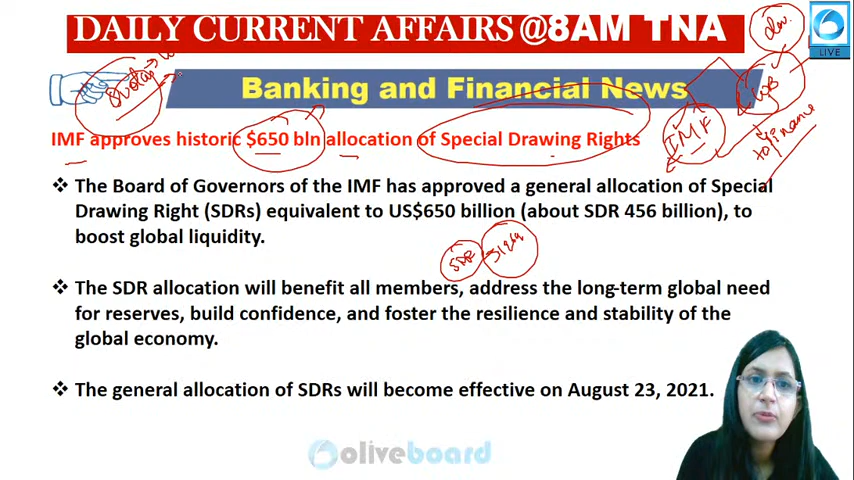 DAILY CURRENT AFFAIRS @8AM TNA
LIVE
Banking and Financial News
IMF approves historic $650 bln allocation of Special Drawing Rights
IMF
to finance
❖ The Board of Governors of the IMF has approved a general allocation of Special
Drawing Right (SDRs) equivalent to US$650 billion (about SDR 456 billion), to
boost global liquidity.
SDR 1969
❖ The SDR allocation will benefit all members, address the long-term global need
for reserves, build confidence, and foster the resilience and stability of the
global economy.
❖ The general allocation of SDRs will become effective on August 23, 2021.
oliveboard